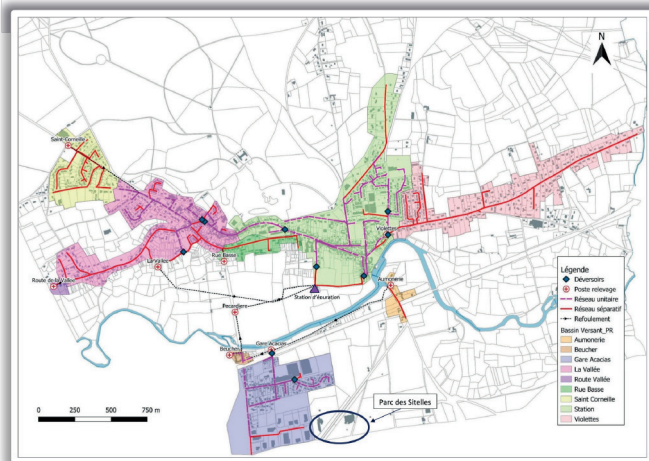 N
Saint-Corneille
Violettes
Rue Basse
La Vallée
Route de la Vallée
Aumonerie
Station d'éuration
Pecardiere
Gare Acacias
Beucher
Parc des Sitelles
0 250 500 750 m
Légende
Déversoirs
Poste relevage
Réseau unitaire
Réseau séparatif
Refoulement
Bassin Versant_PR
Aumonerie
Beucher
Gare Acacias
La Vallée
Route Vallée
Rue Basse
Saint Corneille
Station
Violettes